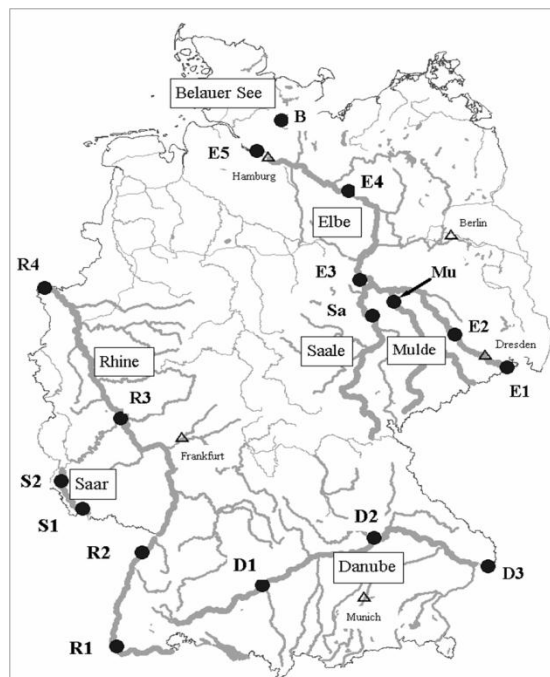 Belauer See
B
E5
Hamburg
E4
Elbe
Berlin
E3
Mu
R4
Sa
E2
Dresden
Rhine
Saale
Mulde
E1
R3
Frankfurt
S2
Saar
S1
D2
R2
D1
Danube
D3
Munich
R1